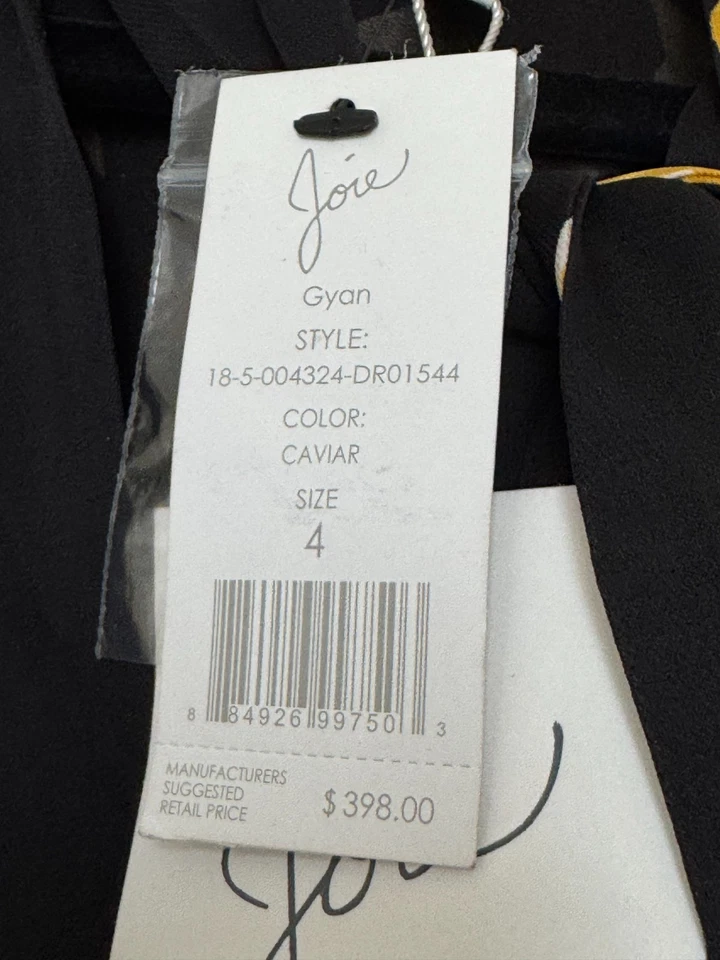 Joie
Gyan
STYLE:
18-5-004324-DR01544
COLOR:
CAVIAR
SIZE
4
8 84926 99750 3
MANUFACTURERS
SUGGESTED
RETAIL PRICE
$398.00
Joie